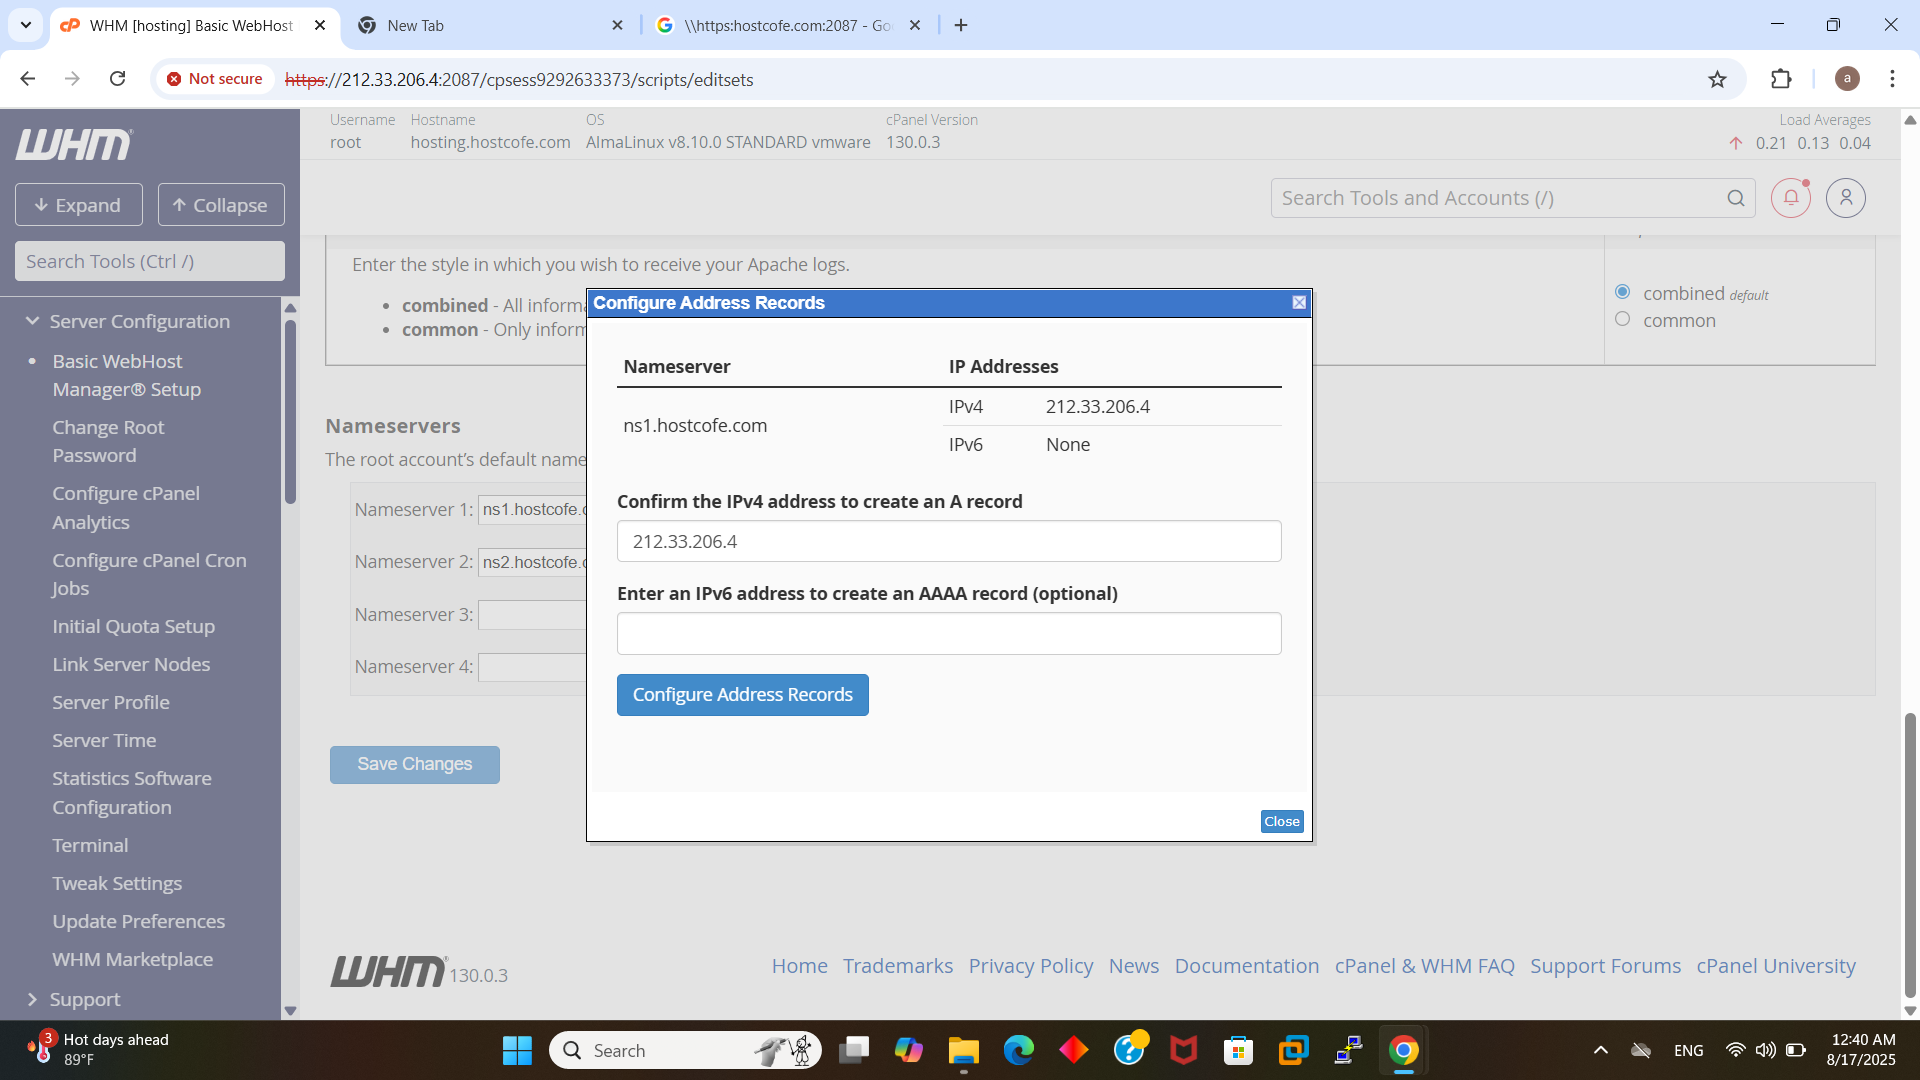 WHM [hosting] Basic WebHost
New Tab
\\https:hostcofe.com:2087 - Go
Not secure
https://212.33.206.4:2087/cpsess9292633373/scripts/editsets
a
WHM
Username Hostname OS cPanel Version Load Averages
root hosting.hostcofe.com AlmaLinux v8.10.0 STANDARD vmware 130.0.3 0.21 0.13 0.04
Expand
Collapse
Search Tools and Accounts (/)
Search Tools (Ctrl /)
Server Configuration
Basic WebHost
Manager® Setup
Change Root
Password
Configure cPanel
Analytics
Configure cPanel Cron
Jobs
Initial Quota Setup
Link Server Nodes
Server Profile
Server Time
Statistics Software
Configuration
Terminal
Tweak Settings
Update Preferences
WHM Marketplace
Support
Enter the style in which you wish to receive your Apache logs.
• combined - All informa
• common - Only inform
combined default
common
Nameservers
The root account's default name
Nameserver 1: ns1.hostcofe.c
Nameserver 2: ns2.hostcofe.c
Nameserver 3:
Nameserver 4:
Save Changes
Configure Address Records
Nameserver IP Addresses
ns1.hostcofe.com
IPv4 212.33.206.4
IPv6 None
Confirm the IPv4 address to create an A record
212.33.206.4
Enter an IPv6 address to create an AAAA record (optional)
Configure Address Records
Close
WHM 130.0.3
Home Trademarks Privacy Policy News Documentation cPanel & WHM FAQ Support Forums cPanel University
3
Hot days ahead
89°F
Search
ENG
12:40 AM
8/17/2025